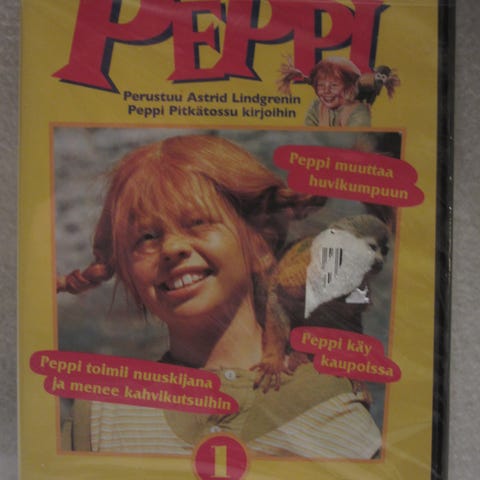 PEPPI
Perustuu Astrid Lindgrenin
Peppi Pitkätossu kirjoihin
Peppi muuttaa
huvikumpuun
Peppi käy
kaupoissa
Peppi toimii nuuskijana
ja menee kahvikutsuihin
1